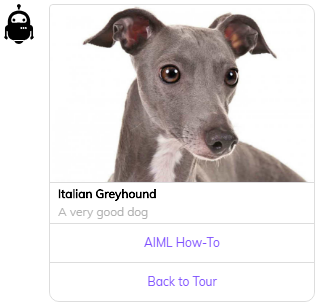 Italian Greyhound
A very good dog
AIML How-To
Back to Tour